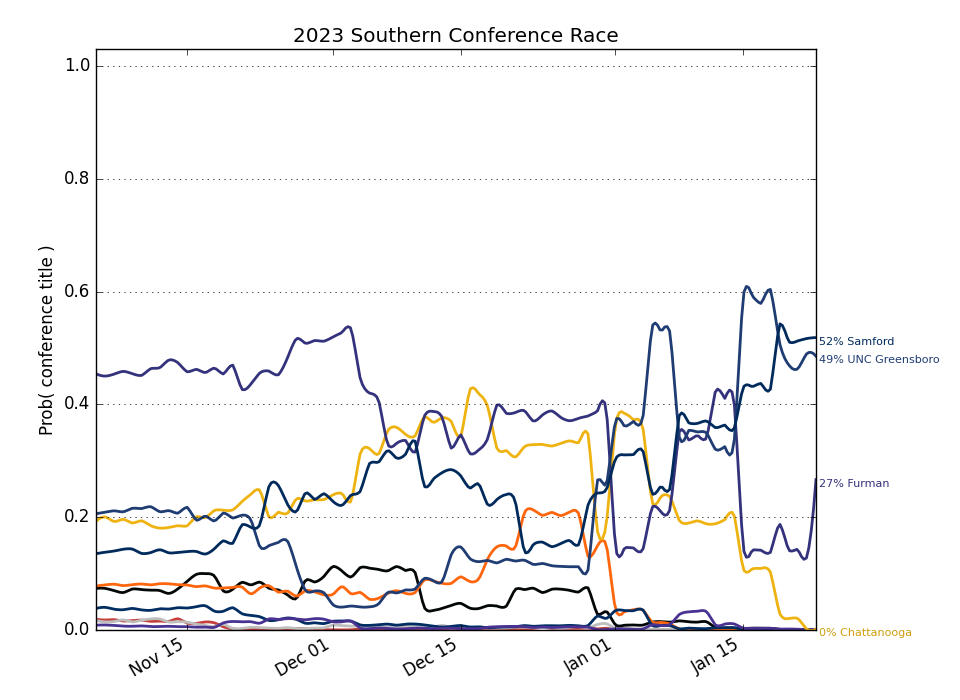 2023 Southern Conference Race
Prob( conference title )
1.0
0.8
0.6
0.4
0.2
0.0
52% Samford
49% UNC Greensboro
27% Furman
0% Chattanooga
Nov 15
Dec 01
Dec 15
Jan 01
Jan 15